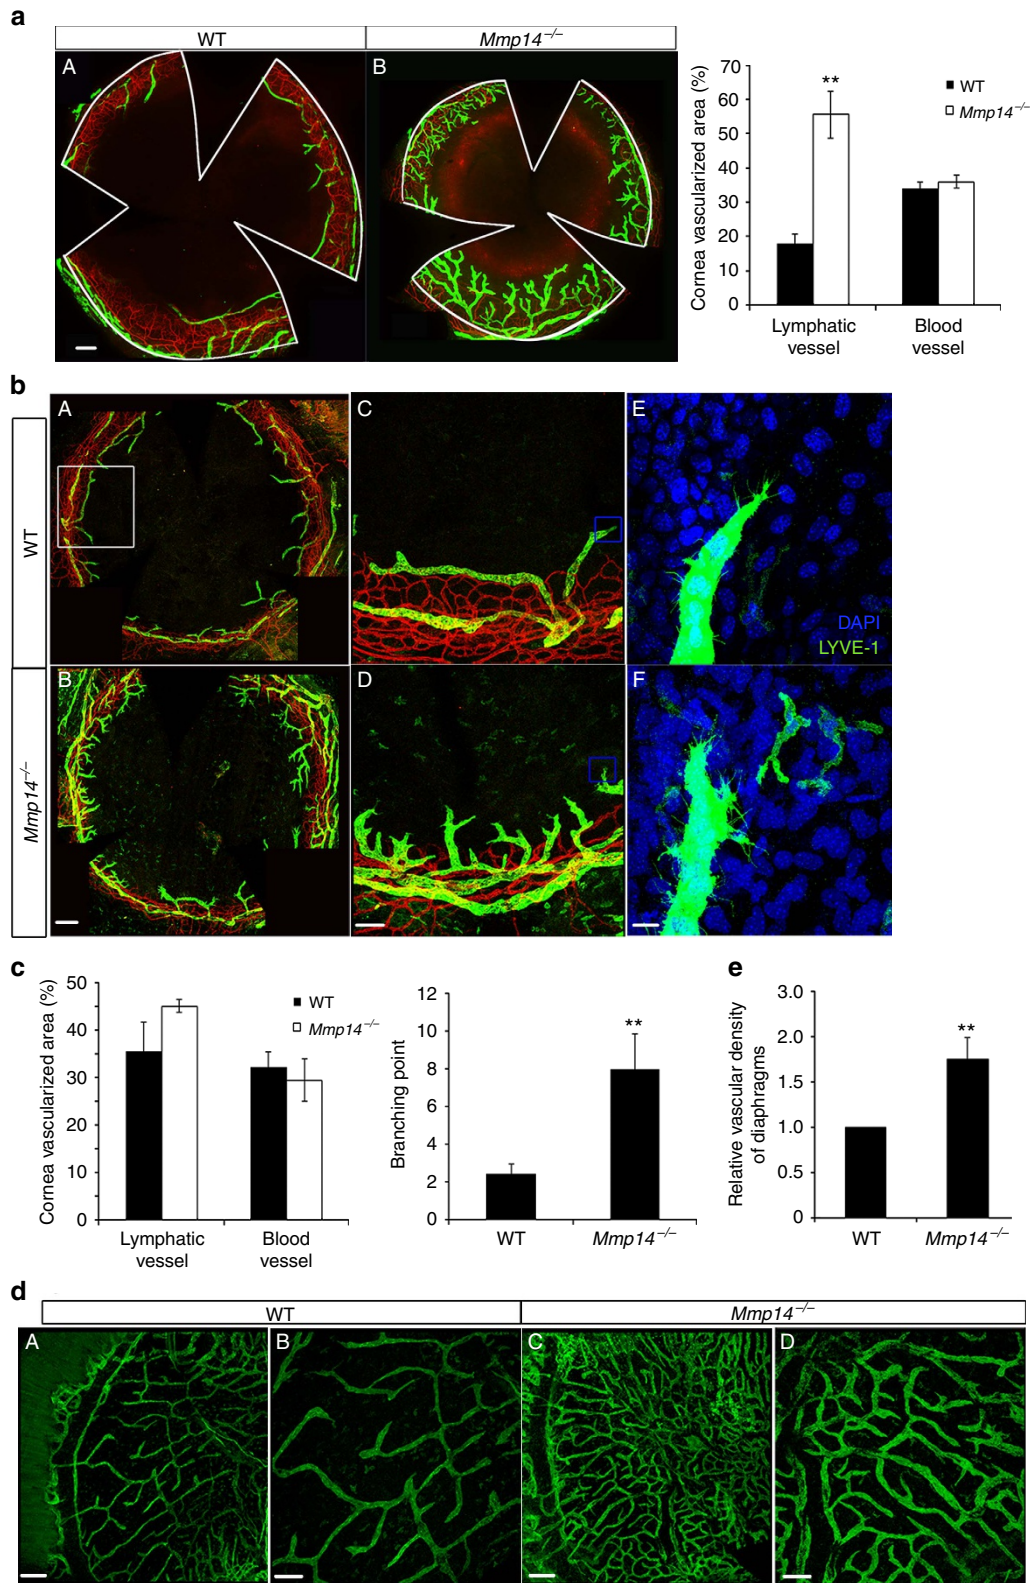 a
WT
Mmp14−/−
A
B
Cornea vascularized area (%)
70
60
50
40
30
20
10
0
**
WT
Mmp14−/−
Lymphatic vessel
Blood vessel
b
WT
Mmp14−/−
A
C
E
DAPI
LYVE-1
B
D
F
c
Cornea vascularized area (%)
50
40
30
20
10
0
WT
Mmp14−/−
Lymphatic vessel
Blood vessel
Branching point
12
10
8
6
4
2
0
**
WT
Mmp14−/−
e
Relative vascular density of diaphragms
3.0
2.0
1.5
1.0
0.5
0
**
WT
Mmp14−/−
d
WT
Mmp14−/−
A
B
C
D